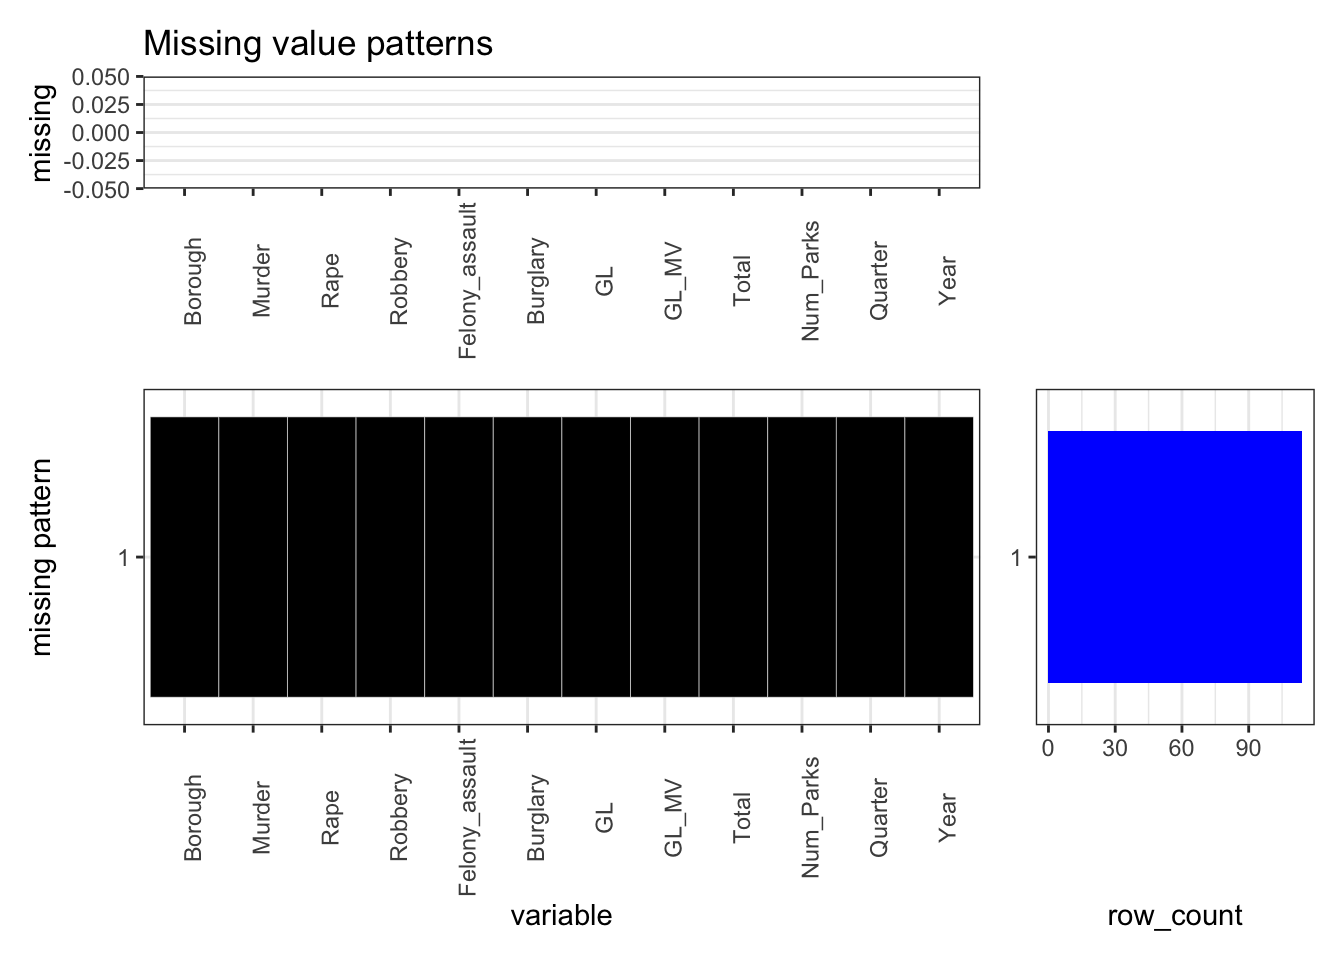 Missing value patterns
missing
0.050
0.025
0.000
-0.025
-0.050
Borough
Murder
Rape
Robbery
Felony_assault
Burglary
GL
GL_MV
Total
Num_Parks
Quarter
Year
missing pattern
1
Borough
Murder
Rape
Robbery
Felony_assault
Burglary
GL
GL_MV
Total
Num_Parks
Quarter
Year
variable
1
0 30 60 90
row_count